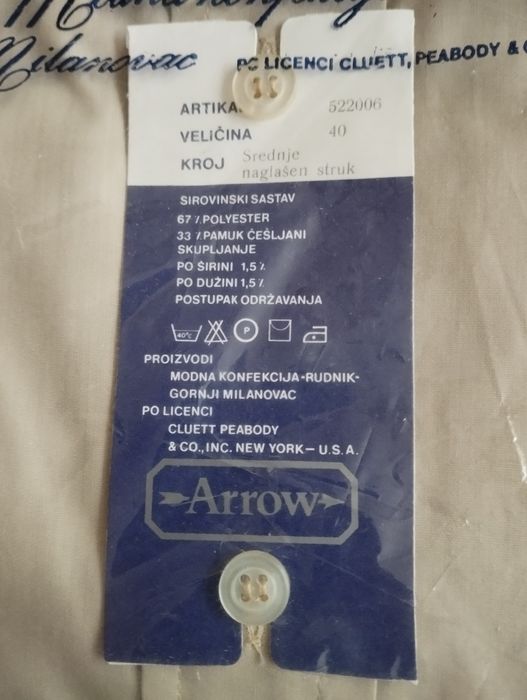 Milanovac PO LICENCI CLUETT, PEABODY & C
ARTIKA 522006
VELIČINA 40
KROJ Srednje
naglašen struk
SIROVINSKI SASTAV
67 % POLYESTER
33 % PAMUK ČEŠLJANI
SKUPLJANJE
PO ŠIRINI 1,5 %
PO DUŽINI 1,5 %
POSTUPAK ODRŽAVANJA
40°C P
PROIZVODI
MODNA KONFEKCIJA-RUDNIK-
GORNJI MILANOVAC
PO LICENCI
CLUETT PEABODY
& CO., INC. NEW YORK – U.S.A.
Arrow